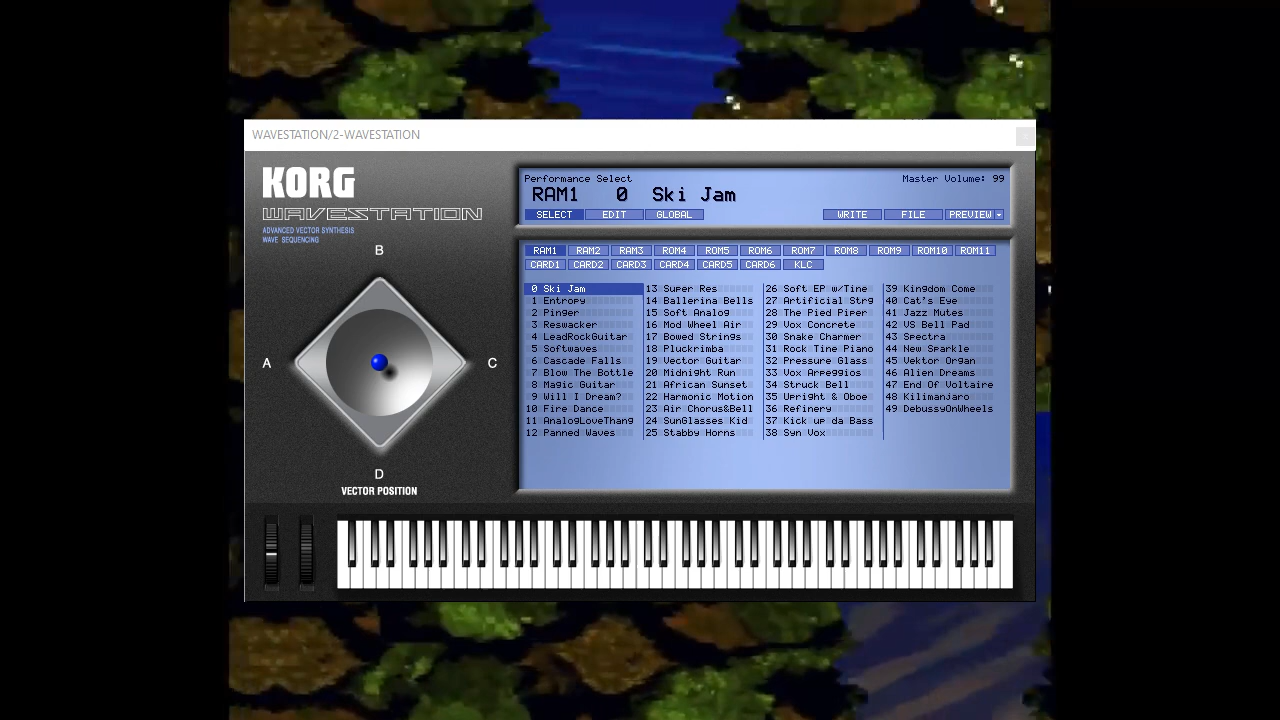 WAVESTATION/2-WAVESTATION
KORG
WAVESTATION
ADVANCED VECTOR SYNTHESIS
WAVE SEQUENCING
B
A
C
D
VECTOR POSITION
Performance Select
Master Volume: 99
RAM1 0 Ski Jam
SELECT EDIT GLOBAL WRITE FILE PREVIEW
RAM1 RAM2 RAM3 ROM4 ROM5 ROM6 ROM7 ROM8 ROM9 ROM10 ROM11
CARD1 CARD2 CARD3 CARD4 CARD5 CARD6 KLC
0 Ski Jam
1 Entropy
2 Pinger
3 Reswacker
4 LeadRockGuitar
5 Softwaves
6 Cascade Falls
7 Blow The Bottle
8 Magic Guitar
9 Will I Dream?
10 Fire Dance
11 AnalogLoveThang
12 Panned Waves
13 Super Res
14 Ballerina Bells
15 Soft Analog
16 Mod Wheel Air
17 Bowed Strings
18 Pluckrimba
19 Vector Guitar
20 Midnight Run
21 African Sunset
22 Harmonic Motion
23 Air Chorus&Bell
24 SunGlasses Kid
25 Stabby Horns
26 Soft EP w/Tine
27 Artificial Strg
28 The Pied Piper
29 Vox Concrete
30 Snake Charmer
31 Rock Tine Piano
32 Pressure Glass
33 Vox Arpeggios
34 Struck Bell
35 Upright & Oboe
36 Refinery
37 Kick up da Bass
38 Syn Vox
39 Kingdom Come
40 Cat's Eye
41 Jazz Mutes
42 VS Bell Pad
43 Spectra
44 New Sparkle
45 Vektor Organ
46 Alien Dreams
47 End Of Voltaire
48 Kilimanjaro
49 DebussyOnWheels